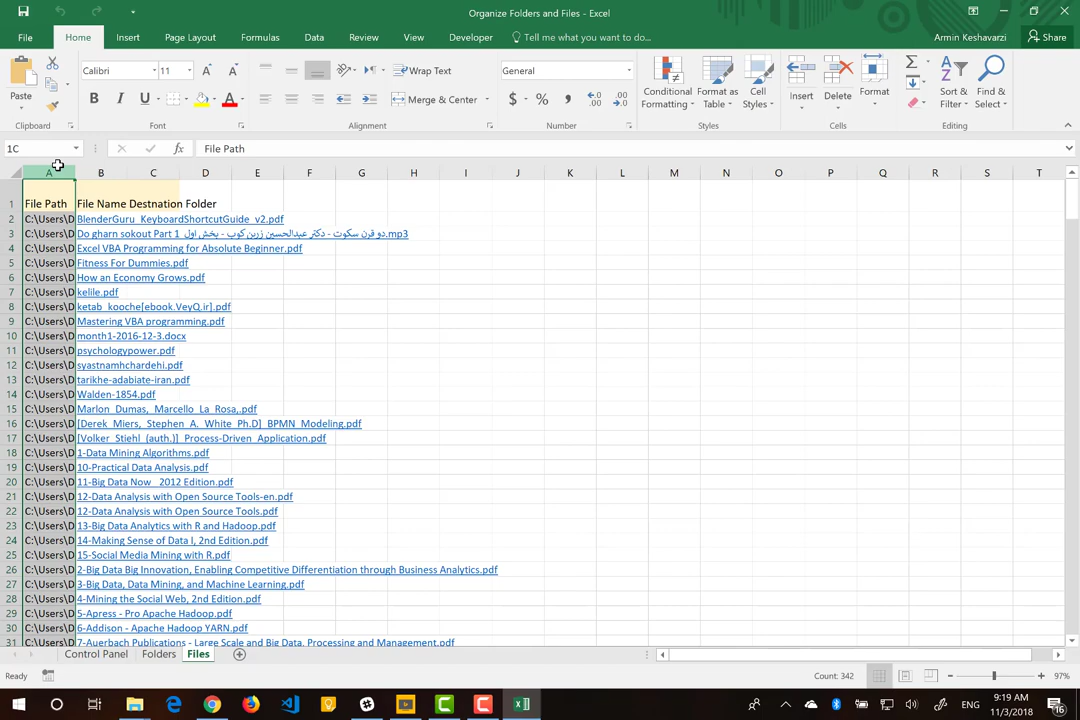 Organize Folders and Files - Excel
File Home Insert Page Layout Formulas Data Review View Developer Tell me what you want to do... Armin Keshavarzi Share
Calibri 11 Wrap Text General
Paste B I U A Merge & Center $ % Conditional Formatting Format as Table Cell Styles Insert Delete Format Sort & Filter Find & Select
Clipboard Font Alignment Number Styles Cells Editing
1C fx File Path
A B C D E F G H I J K L M N O P Q R S T
1 File Path File Name Destnation Folder
2 C:\Users\D BlenderGuru_KeyboardShortcutGuide_v2.pdf
3 C:\Users\D Do gharn sokout Part 1_دو قرن سکوت - دکتر عبدالحسین زرین کوب - بخش اول.mp3
4 C:\Users\D Excel VBA Programming for Absolute Beginner.pdf
5 C:\Users\D Fitness For Dummies.pdf
6 C:\Users\D How an Economy Grows.pdf
7 C:\Users\D kelile.pdf
8 C:\Users\D ketab_kooche[ebook.VeyQ.ir].pdf
9 C:\Users\D Mastering VBA programming.pdf
10 C:\Users\D month1-2016-12-3.docx
11 C:\Users\D psychologypower.pdf
12 C:\Users\D syastnamhchardehi.pdf
13 C:\Users\D tarikhe-adabiate-iran.pdf
14 C:\Users\D Walden-1854.pdf
15 C:\Users\D Marlon_Dumas,_Marcello_La_Rosa,.pdf
16 C:\Users\D [Derek_Miers,_Stephen_A._White_Ph.D]_BPMN_Modeling.pdf
17 C:\Users\D [Volker_Stiehl_(auth.)]_Process-Driven_Application.pdf
18 C:\Users\D 1-Data Mining Algorithms.pdf
19 C:\Users\D 10-Practical Data Analysis.pdf
20 C:\Users\D 11-Big Data Now_ 2012 Edition.pdf
21 C:\Users\D 12-Data Analysis with Open Source Tools-en.pdf
22 C:\Users\D 12-Data Analysis with Open Source Tools.pdf
23 C:\Users\D 13-Big Data Analytics with R and Hadoop.pdf
24 C:\Users\D 14-Making Sense of Data I, 2nd Edition.pdf
25 C:\Users\D 15-Social Media Mining with R.pdf
26 C:\Users\D 2-Big Data Big Innovation, Enabling Competitive Differentiation through Business Analytics.pdf
27 C:\Users\D 3-Big Data, Data Mining, and Machine Learning.pdf
28 C:\Users\D 4-Mining the Social Web, 2nd Edition.pdf
29 C:\Users\D 5-Apress - Pro Apache Hadoop.pdf
30 C:\Users\D 6-Addison - Apache Hadoop YARN.pdf
31 C:\Users\D 7-Auerbach Publications - Large Scale and Big Data, Processing and Management.pdf
Control Panel Folders Files
Ready Count: 342 97%
ENG 9:19 AM
11/3/2018 16